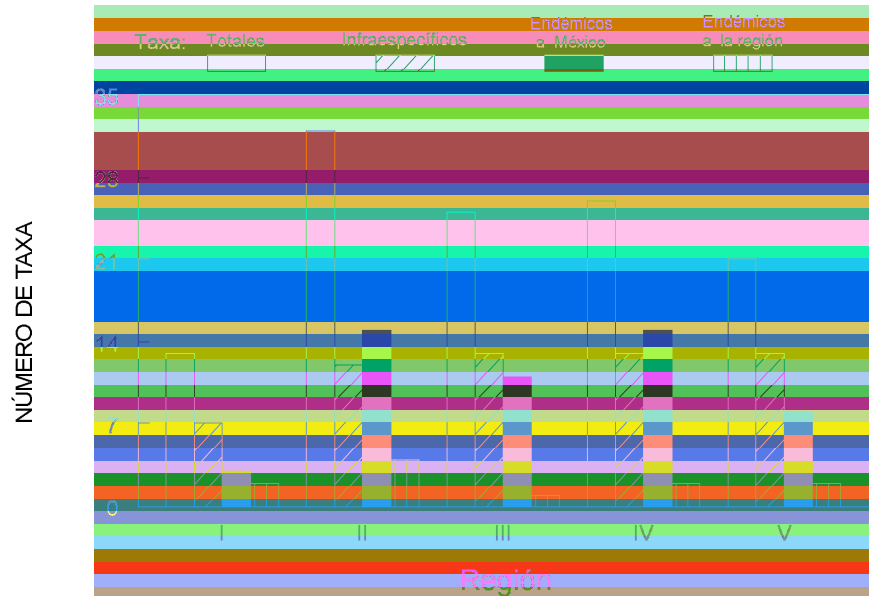 Taxa: Totales Infraespecíficos Endémicos a México Endémicos a la región
35
28
21
14
7
0
NÚMERO DE TAXA
I II III IV V
Región